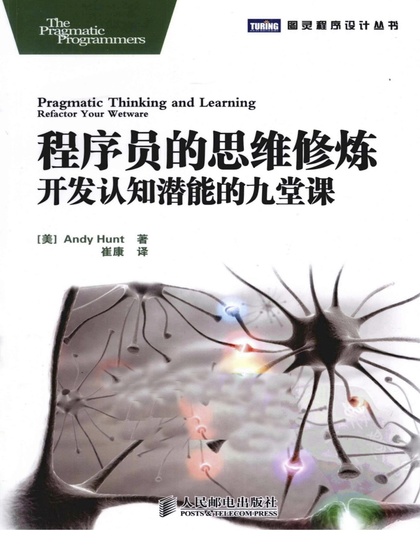 The
Pragmatic
Programmers
TURING 图灵程序设计丛书
Pragmatic Thinking and Learning
Refactor Your Wetware
程序员的思维修炼
开发认知潜能的九堂课
[美] Andy Hunt 著
崔康 译
人民邮电出版社
POSTS & TELECOM PRESS